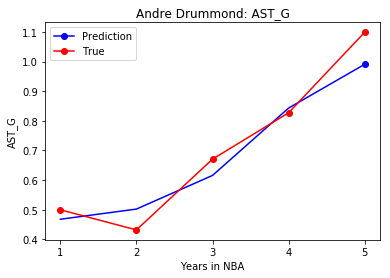 Andre Drummond: AST_G
Prediction
True
1.1
1.0
0.9
0.8
0.7
0.6
0.5
0.4
AST_G
1 2 3 4 5
Years in NBA